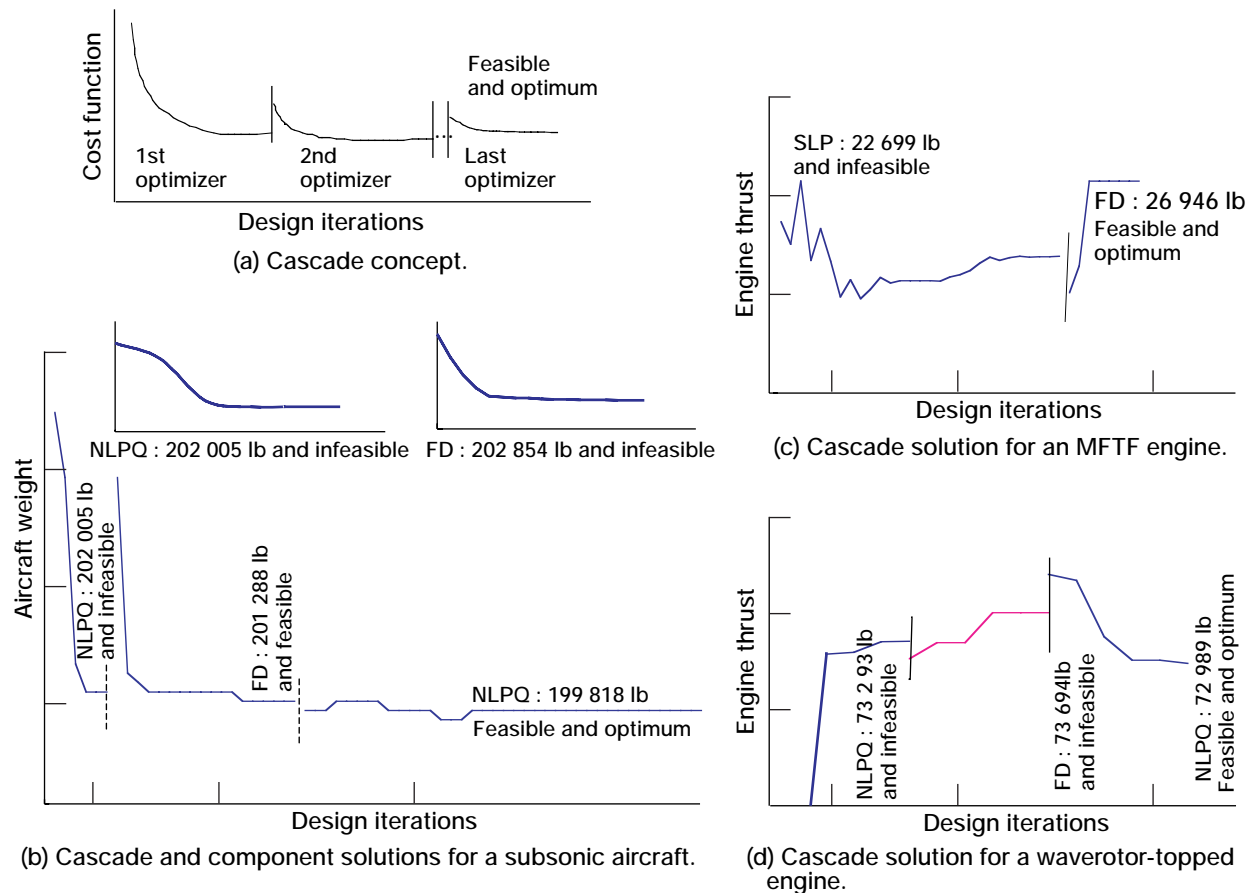 Cost function
Feasible
and optimum
1st
optimizer
2nd
optimizer
...
Last
optimizer
Design iterations
(a) Cascade concept.
Aircraft weight
NLPQ : 202 005 lb and infeasible
FD : 202 854 lb and infeasible
NLPQ : 202 005 lb
and infeasible
FD : 201 288 lb
and feasible
NLPQ : 199 818 lb
Feasible and optimum
Design iterations
(b) Cascade and component solutions for a subsonic aircraft.
Engine thrust
SLP : 22 699 lb
and infeasible
FD : 26 946 lb
Feasible and
optimum
Design iterations
(c) Cascade solution for an MFTF engine.
Engine thrust
NLPQ : 73 2 93 lb
and infeasible
FD : 73 694lb
and infeasible
NLPQ : 72 989 lb
Feasible and optimum
Design iterations
(d) Cascade solution for a waverotor-topped
engine.